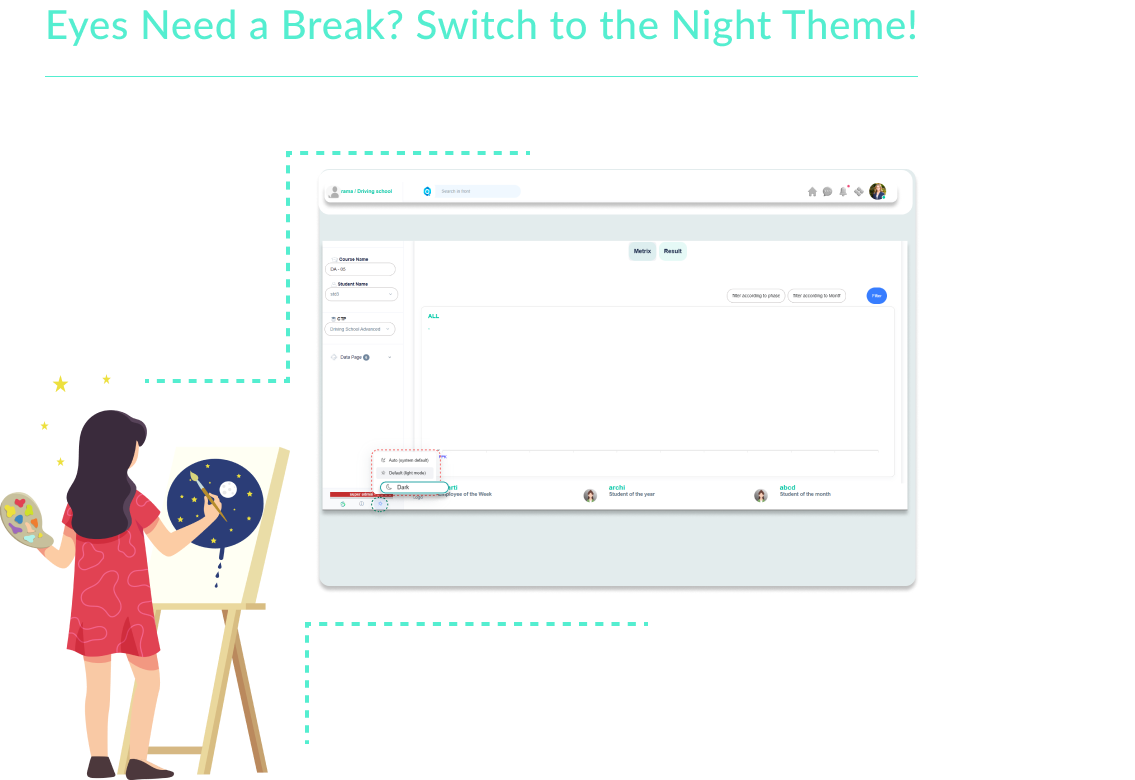 Eyes Need a Break? Switch to the Night Theme!
rama / Driving school
Search in html
Metrix
Result
Course Name
DA - 05
Student Name
filter according to phase
filter according to Month
Filter
CTP
Driving School Advanced
ALL
Data Page
Auto (system default)
Default (light mode)
Dark
super admin
Employee of the Week
archi
Student of the year
abcd
Student of the month